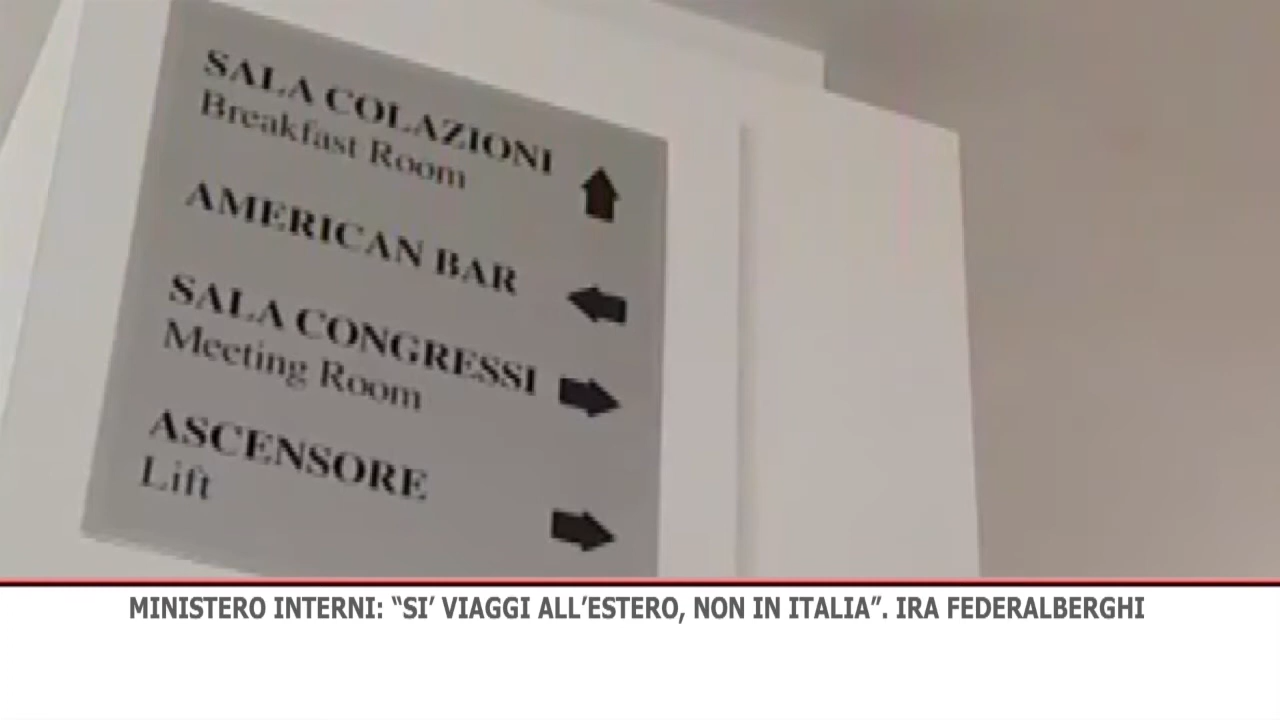 SALA COLAZIONI
Breakfast Room
AMERICAN BAR
SALA CONGRESSI
Meeting Room
ASCENSORE
Lift
MINISTERO INTERNI: “SI’ VIAGGI ALL’ESTERO, NON IN ITALIA”. IRA FEDERALBERGHI